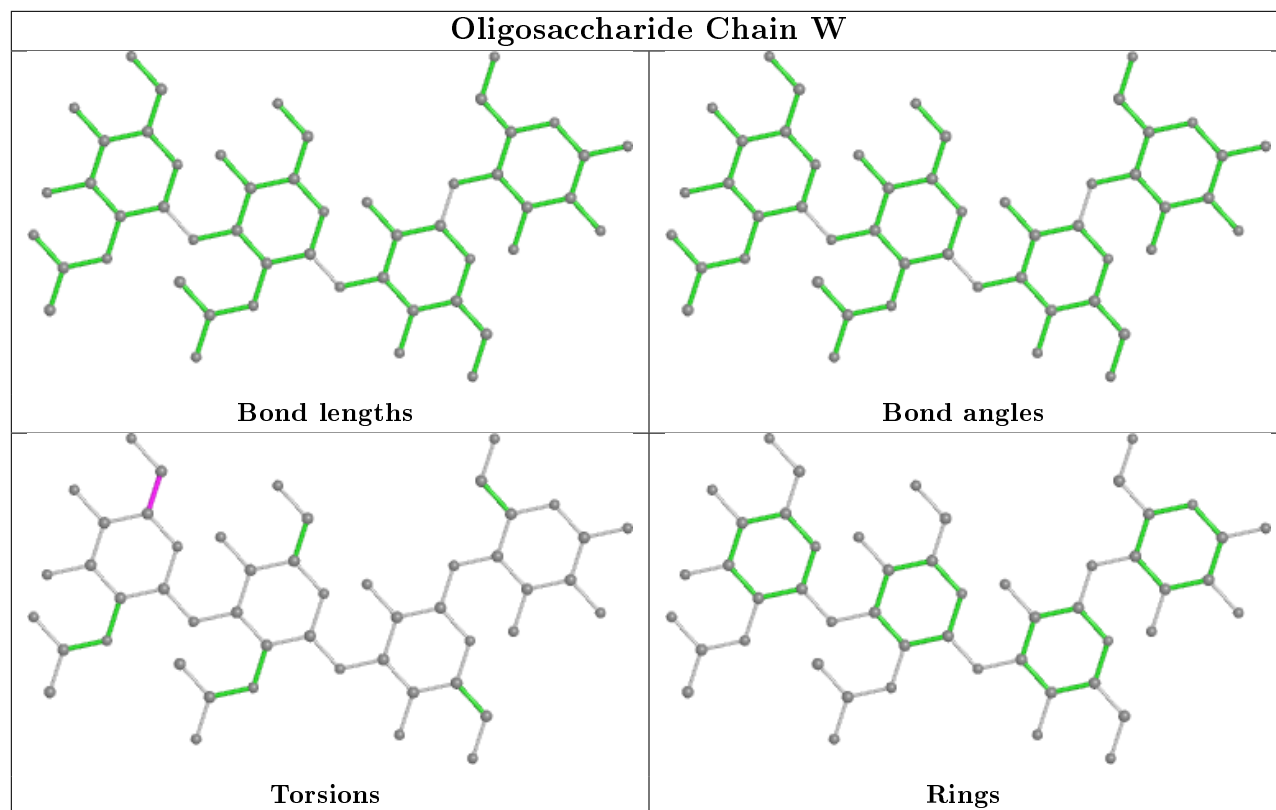 Oligosaccharide Chain W
Bond lengths
Bond angles
Torsions
Rings